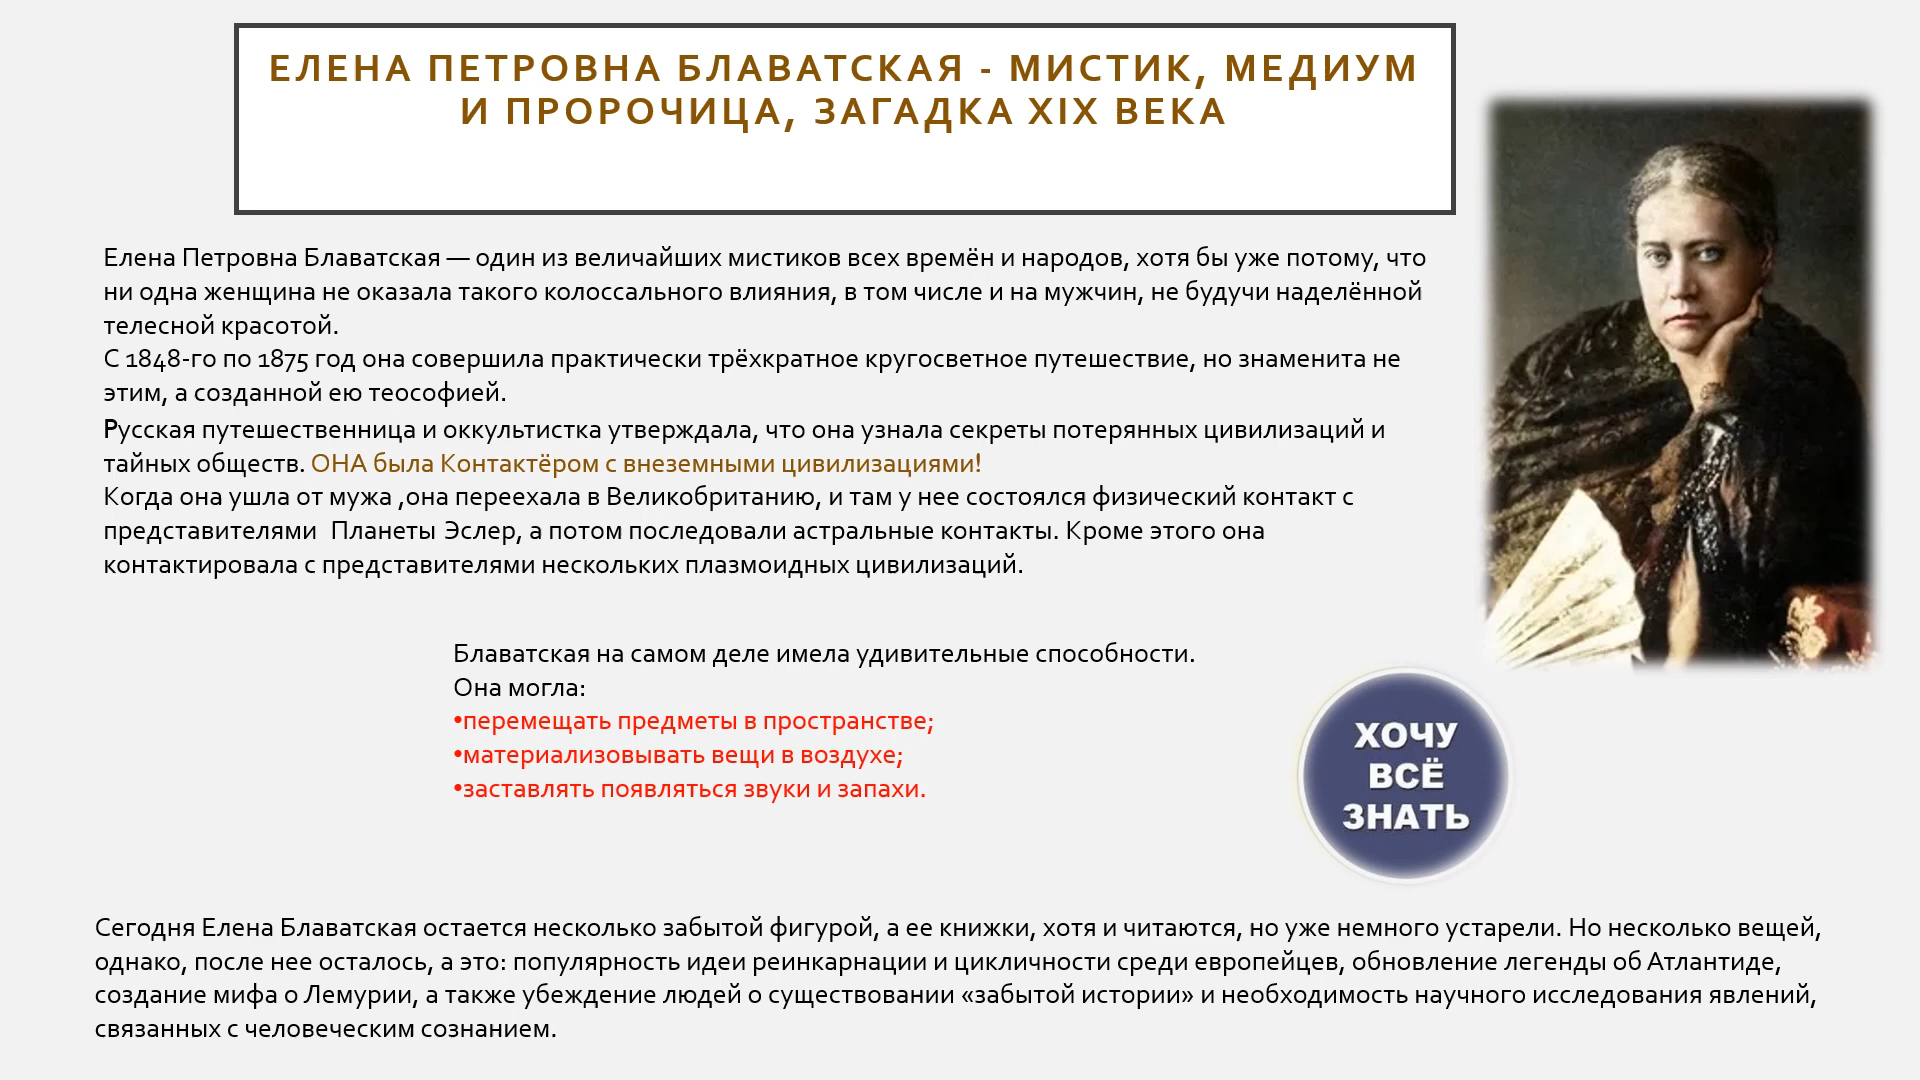 ЕЛЕНА ПЕТРОВНА БЛАВАТСКАЯ - МИСТИК, МЕДИУМ
И ПРОРОЧИЦА, ЗАГАДКА XIX ВЕКА
Елена Петровна Блаватская — один из величайших мистиков всех времён и народов, хотя бы уже потому, что
ни одна женщина не оказала такого колоссального влияния, в том числе и на мужчин, не будучи наделённой
телесной красотой.
С 1848-го по 1875 год она совершила практически трёхкратное кругосветное путешествие, но знаменита не
этим, а созданной ею теософией.
Русская путешественница и оккультистка утверждала, что она узнала секреты потерянных цивилизаций и
тайных обществ. ОНА была Контактёром с внеземными цивилизациями!
Когда она ушла от мужа ,она переехала в Великобританию, и там у нее состоялся физический контакт с
представителями  Планеты Эслер, а потом последовали астральные контакты. Кроме этого она
контактировала с представителями нескольких плазмоидных цивилизаций.
Блаватская на самом деле имела удивительные способности.
Она могла:
•перемещать предметы в пространстве;
•материализовывать вещи в воздухе;
•заставлять появляться звуки и запахи.
ХОЧУ
ВСЁ
ЗНАТЬ
Сегодня Елена Блаватская остается несколько забытой фигурой, а ее книжки, хотя и читаются, но уже немного устарели. Но несколько вещей,
однако, после нее осталось, а это: популярность идеи реинкарнации и цикличности среди европейцев, обновление легенды об Атлантиде,
создание мифа о Лемурии, а также убеждение людей о существовании «забытой истории» и необходимость научного исследования явлений,
связанных с человеческим сознанием.